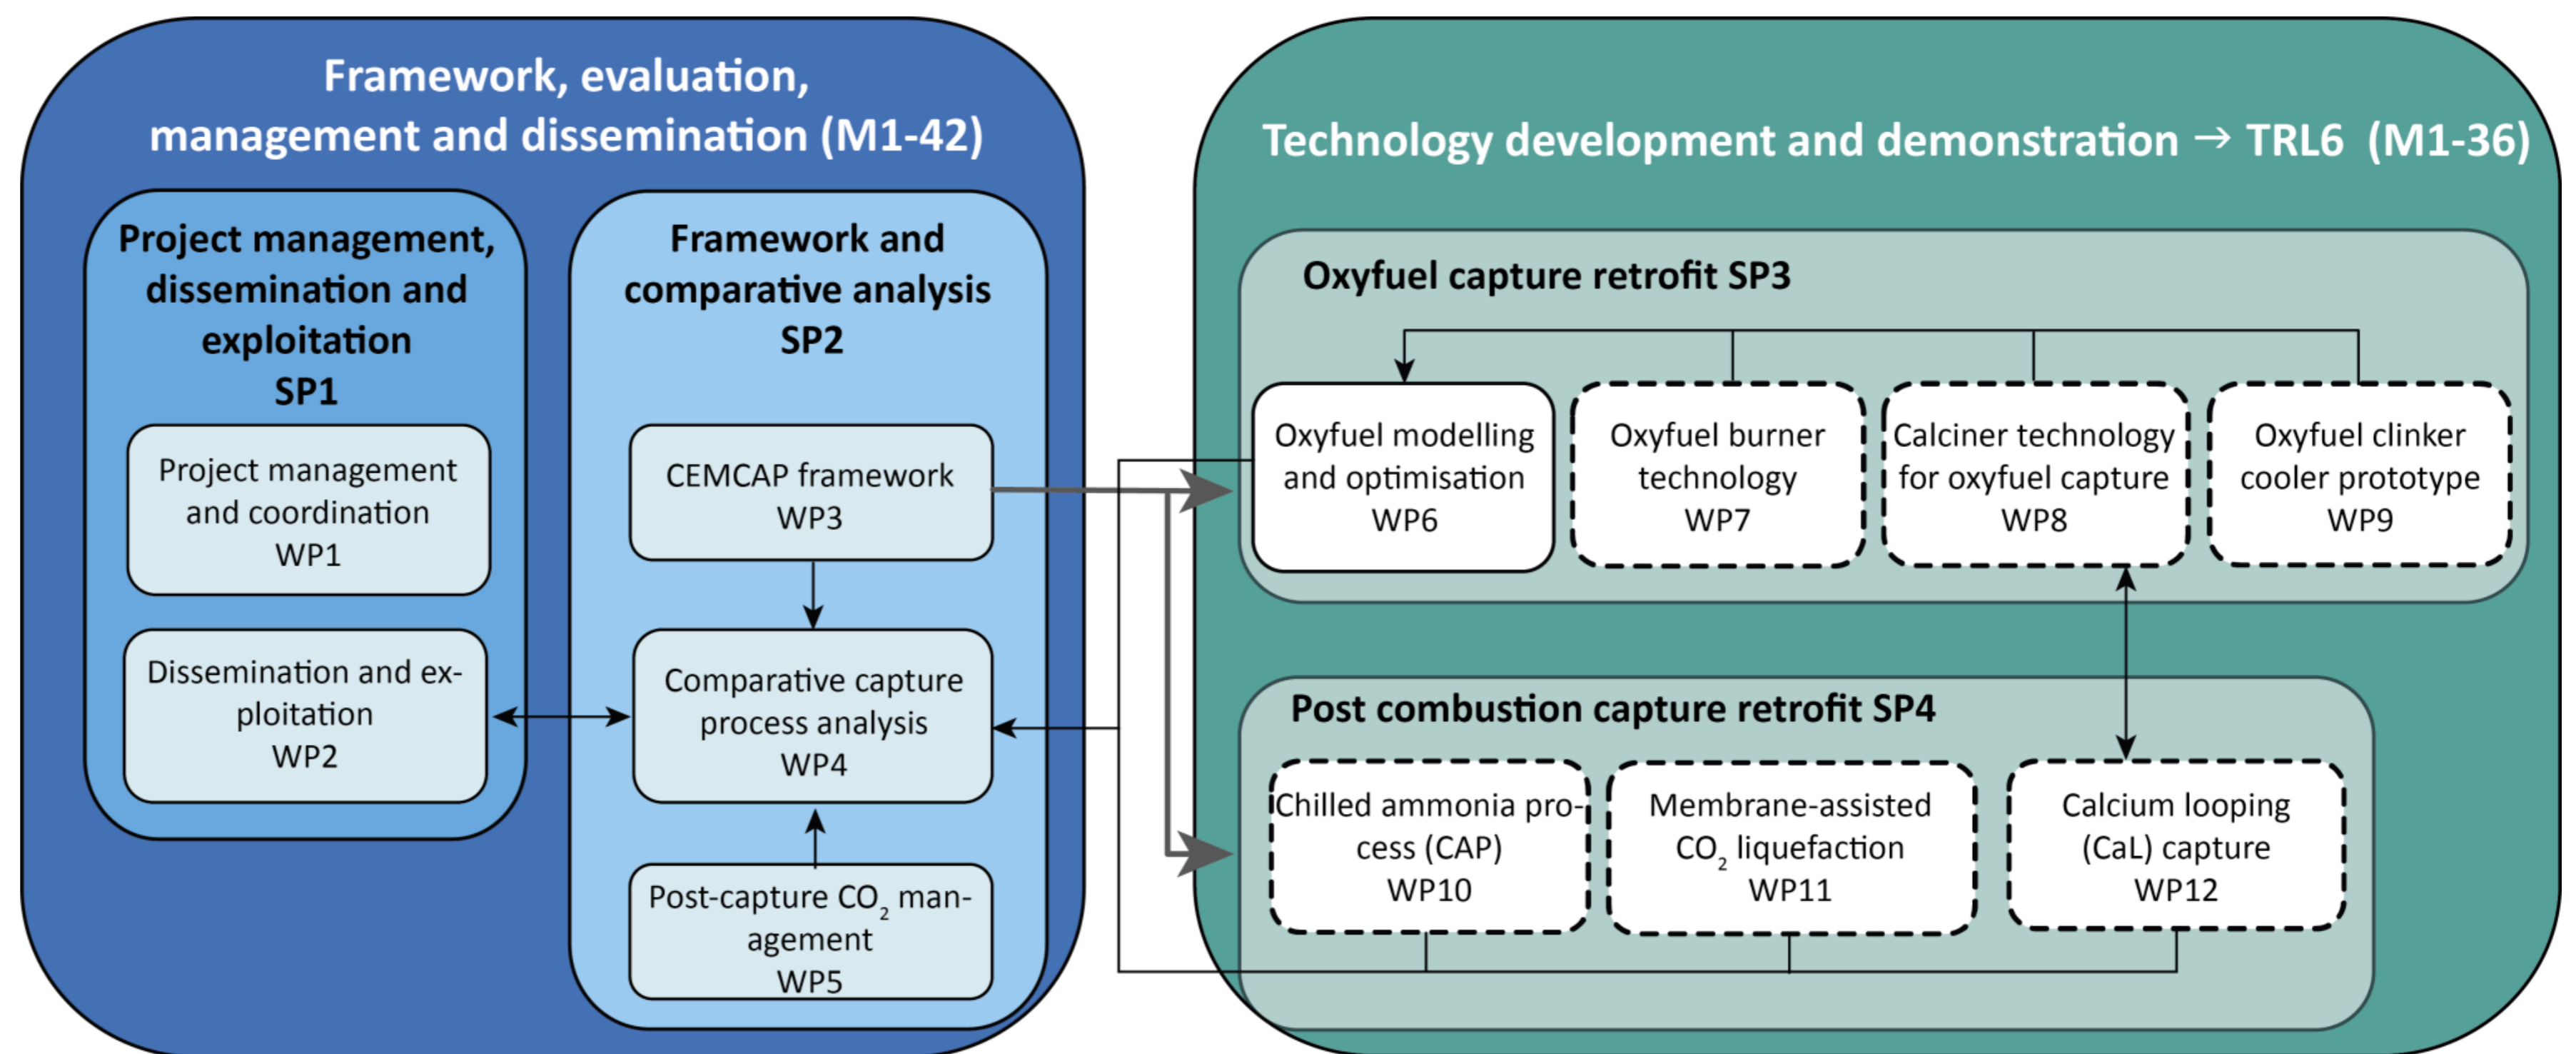 Framework, evaluation,
management and dissemination (M1-42)
Project management,
dissemination and
exploitation
SP1
Project management
and coordination
WP1
Dissemination and ex-
ploitation
WP2
Framework and
comparative analysis
SP2
CEMCAP framework
WP3
Comparative capture
process analysis
WP4
Post-capture CO₂ man-
agement
WP5
Technology development and demonstration → TRL6 (M1-36)
Oxyfuel capture retrofit SP3
Oxyfuel modelling
and optimisation
WP6
Oxyfuel burner
technology
WP7
Calciner technology
for oxyfuel capture
WP8
Oxyfuel clinker
cooler prototype
WP9
Post combustion capture retrofit SP4
Chilled ammonia pro-
cess (CAP)
WP10
Membrane-assisted
CO₂ liquefaction
WP11
Calcium looping
(CaL) capture
WP12